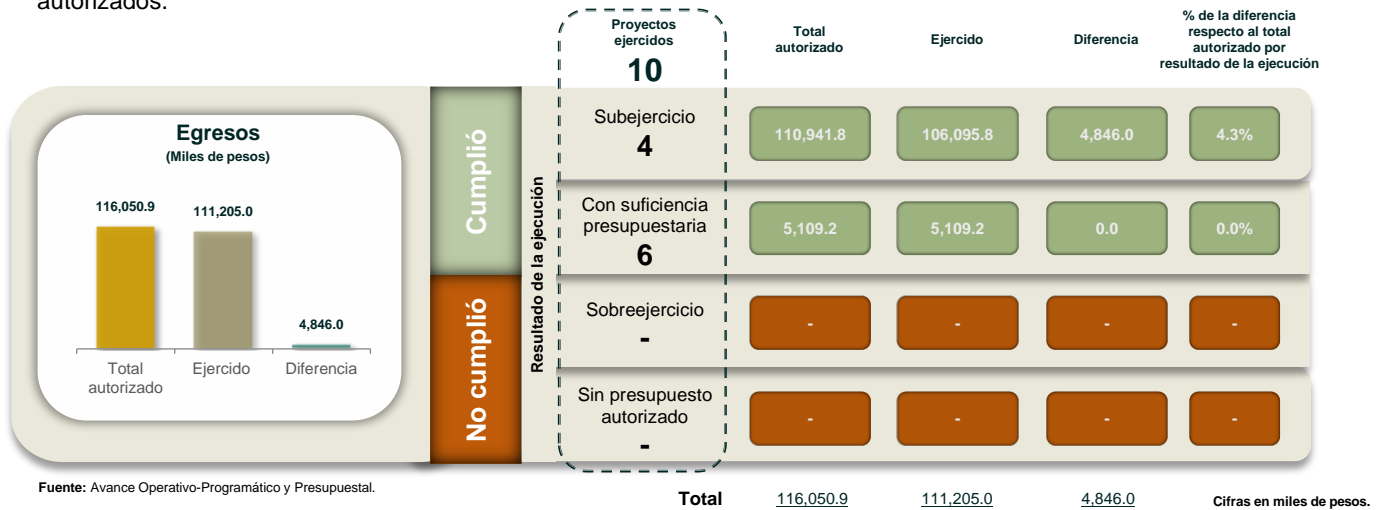 autorizados.
Proyectos
ejercidos
10
Total
autorizado
Ejercido
Diferencia
% de la diferencia
respecto al total
autorizado por
resultado de la ejecución
Egresos
(Miles de pesos)
116,050.9
111,205.0
4,846.0
Total
autorizado
Ejercido
Diferencia
Cumplió
No cumplió
Resultado de la ejecución
Subejercicio
4
110,941.8
106,095.8
4,846.0
4.3%
Con suficiencia
presupuestaria
6
5,109.2
5,109.2
0.0
0.0%
Sobreejercicio
-
-
-
-
-
Sin presupuesto
autorizado
-
-
-
-
-
Fuente: Avance Operativo-Programático y Presupuestal.
Total
116,050.9
111,205.0
4,846.0
Cifras en miles de pesos.